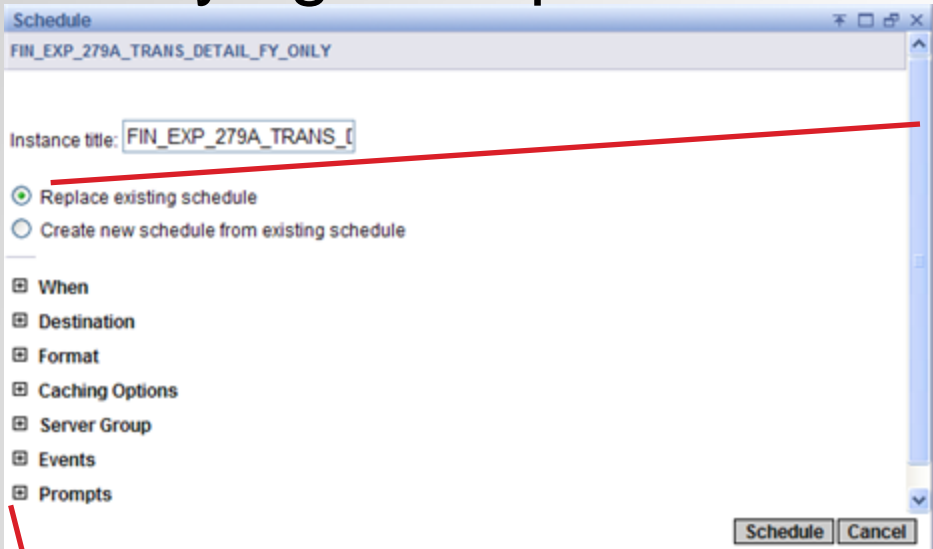 Schedule
FIN_EXP_279A_TRANS_DETAIL_FY_ONLY
Instance title: FIN_EXP_279A_TRANS_
Replace existing schedule
Create new schedule from existing schedule
When
Destination
Format
Caching Options
Server Group
Events
Prompts
Schedule Cancel